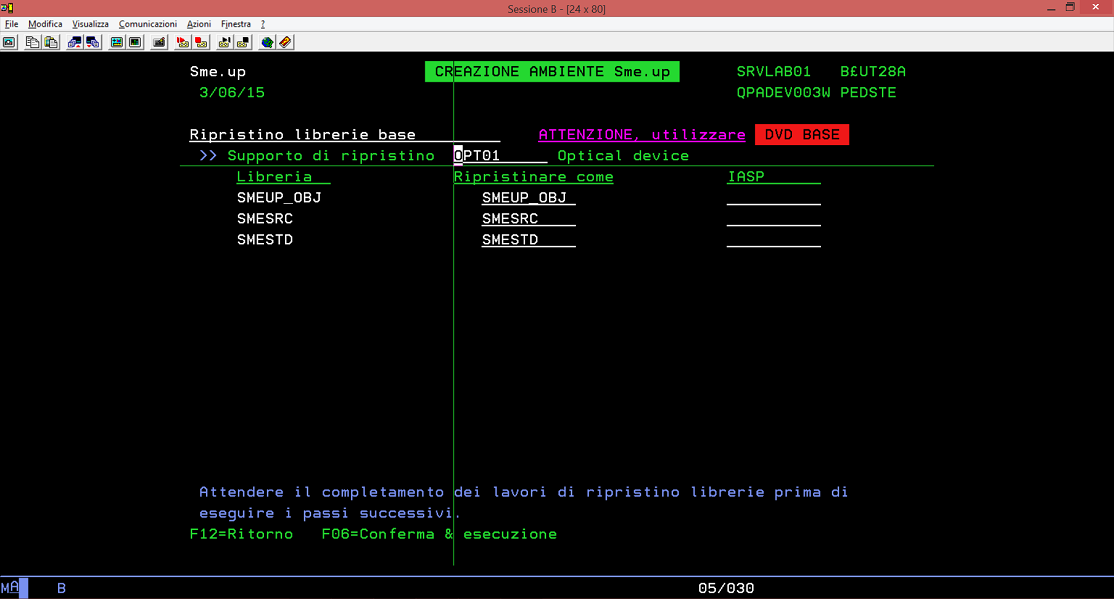 Sessione B - [24 x 80]
File Modifica Visualizza Comunicazioni Azioni Finestra ?
Sme.up CREAZIONE AMBIENTE Sme.up SRVLAB01 B£UT28A
3/06/15 QPADEV003W PEDSTE
Ripristino librerie base ATTENZIONE, utilizzare DVD BASE
>> Supporto di ripristino OPT01 Optical device
Libreria Ripristinare come IASP
SMEUP_OBJ SMEUP_OBJ
SMESRC SMESRC
SMESTD SMESTD
Attendere il completamento dei lavori di ripristino librerie prima di
eseguire i passi successivi.
F12=Ritorno F06=Conferma & esecuzione
MA B 05/030